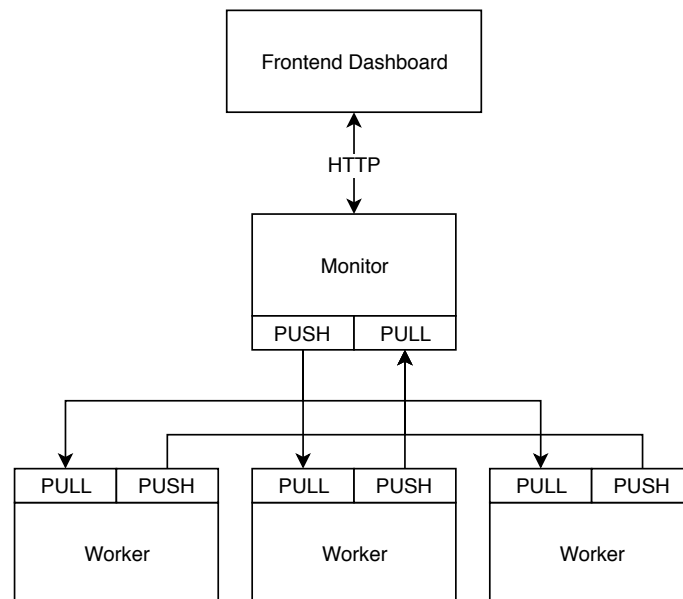 Frontend Dashboard
HTTP
Monitor
PUSH PULL
PULL PUSH PULL PUSH PULL PUSH
Worker Worker Worker